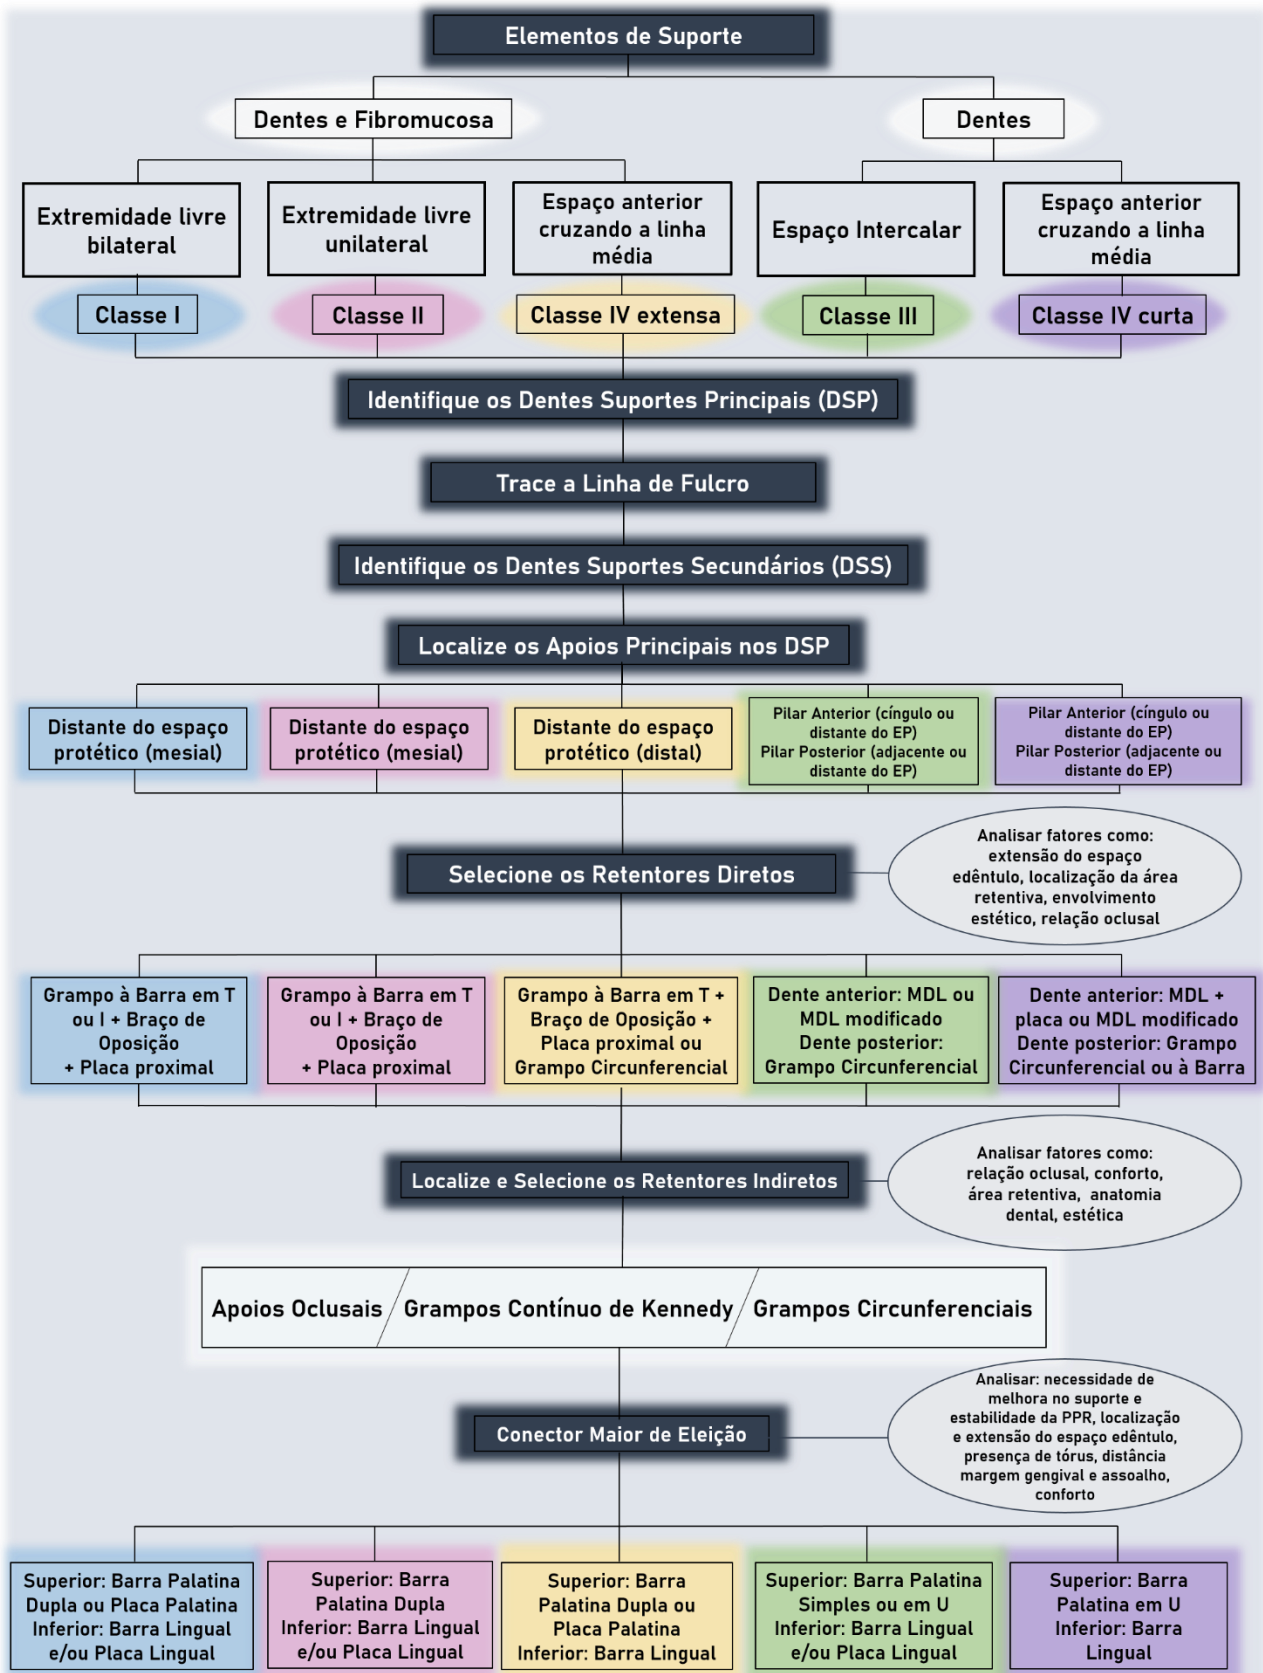 Elementos de Suporte
Dentes e Fibromucosa
Dentes
Extremidade livre
bilateral
Extremidade livre
unilateral
Espaço anterior
cruzando a linha
média
Espaço Intercalar
Espaço anterior
cruzando a linha
média
Classe I
Classe II
Classe IV extensa
Classe III
Classe IV curta
Identifique os Dentes Suportes Principais (DSP)
Trace a Linha de Fulcro
Identifique os Dentes Suportes Secundários (DSS)
Localize os Apoios Principais nos DSP
Distante do espaço
protético (mesial)
Distante do espaço
protético (mesial)
Distante do espaço
protético (distal)
Pilar Anterior (cíngulo ou
distante do EP)
Pilar Posterior (adjacente ou
distante do EP)
Pilar Anterior (cíngulo ou
distante do EP)
Pilar Posterior (adjacente ou
distante do EP)
Analisar fatores como:
extensão do espaço
edêntulo, localização da área
retentiva, envolvimento
estético, relação oclusal
Selecione os Retentores Diretos
Grampo à Barra em T
ou I + Braço de
Oposição
+ Placa proximal
Grampo à Barra em T
ou I + Braço de
Oposição
+ Placa proximal
Grampo à Barra em T +
Braço de Oposição +
Placa proximal ou
Grampo Circunferencial
Dente anterior: MDL ou
MDL modificado
Dente posterior:
Grampo Circunferencial
Dente anterior: MDL +
placa ou MDL modificado
Dente posterior: Grampo
Circunferencial ou à Barra
Analisar fatores como:
relação oclusal, conforto,
área retentiva, anatomia
dental, estética
Localize e Selecione os Retentores Indiretos
Apoios Oclusais / Grampos Contínuo de Kennedy / Grampos Circunferenciais
Analisar: necessidade de
melhora no suporte e
estabilidade da PPR, localização
e extensão do espaço edêntulo,
presença de tórus, distância
margem gengival e assoalho,
conforto
Conector Maior de Eleição
Superior: Barra Palatina
Dupla ou Placa Palatina
Inferior: Barra Lingual
e/ou Placa Lingual
Superior: Barra
Palatina Dupla
Inferior: Barra Lingual
e/ou Placa Lingual
Superior: Barra
Palatina Dupla ou
Placa Palatina
Inferior: Barra Lingual
Superior: Barra Palatina
Simples ou em U
Inferior: Barra Lingual
e/ou Placa Lingual
Superior: Barra
Palatina em U
Inferior: Barra
Lingual